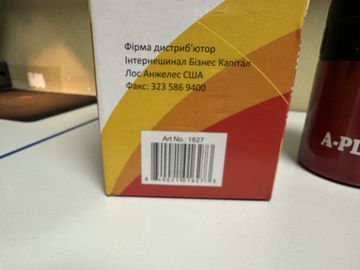 Фірма дистриб'ютор
Інтернешинал Бізнес Капітал
Лос Анжелес США
Факс: 323 586 9400
Art No.: 1627
A·PL